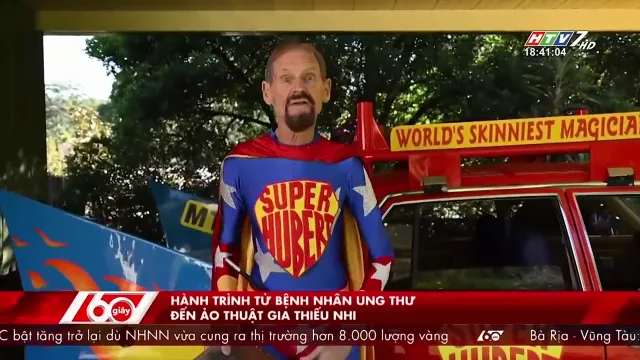 HTV7 HD
18:41:04
WORLD'S SKINNIEST MAGICIA
SUPER
HUBERT
60 giây
HÀNH TRÌNH TỪ BỆNH NHÂN UNG THƯ
ĐẾN ẢO THUẬT GIA THIẾU NHI
C bật tăng trở lại dù NHNN vừa cung ra thị trường hơn 8.000 lượng vàng
60
Bà Rịa - Vũng Tàu